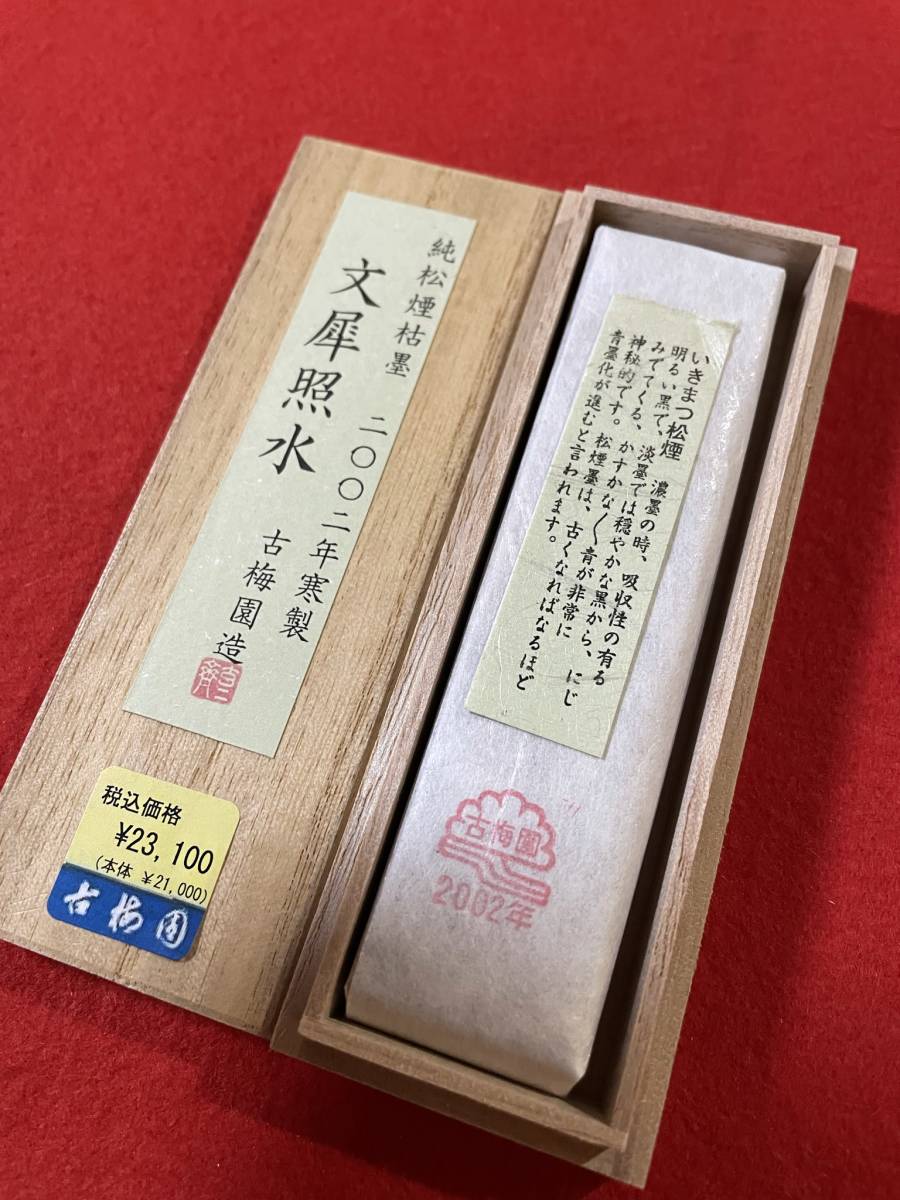 純松煙枯墨　二〇〇二年寒製
文犀照水　古梅園造
税込価格
¥23,100
(本体 ¥21,000)
古梅園
いきまつ松煙
明るい黒で、濃墨の時、吸収性の有る
みでてくる、淡墨では穏やかな黒から、にじ
神秘的です。かすかな〱青が非常に
青墨化が進むと言われます。松煙墨は、古くなればなるほど
古梅園
2002年